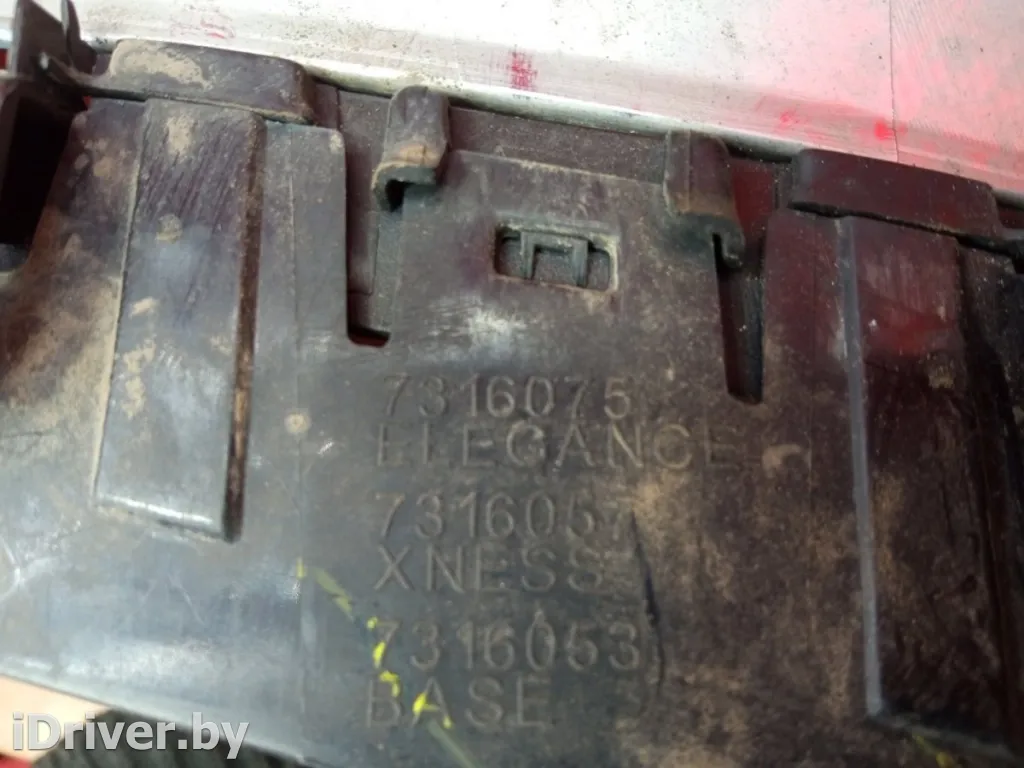 7316075
ELEGANCE
7316057
XNESS
7316053
BASE
iDriver.by